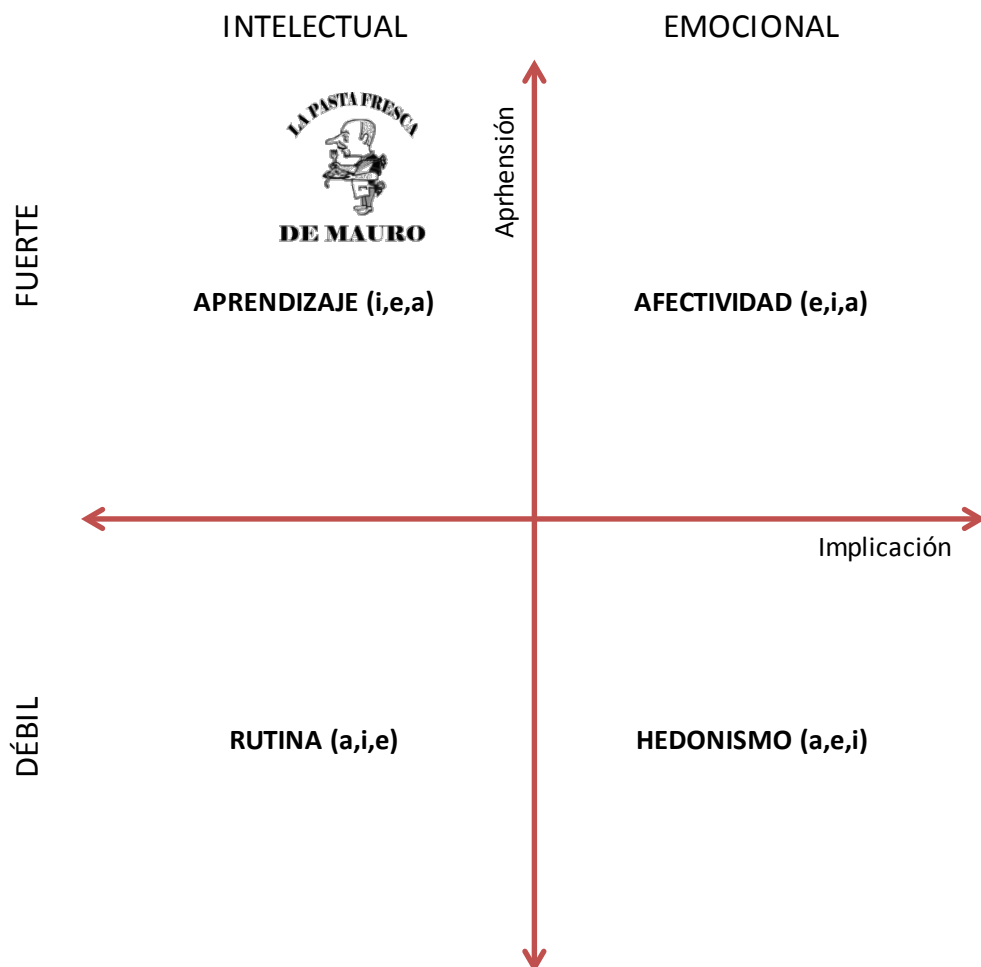 INTELECTUAL EMOCIONAL
LA PASTA FRESCA
DE MAURO
Aprhensión
FUERTE
APRENDIZAJE (i,e,a) AFECTIVIDAD (e,i,a)
Implicación
DÉBIL
RUTINA (a,i,e) HEDONISMO (a,e,i)